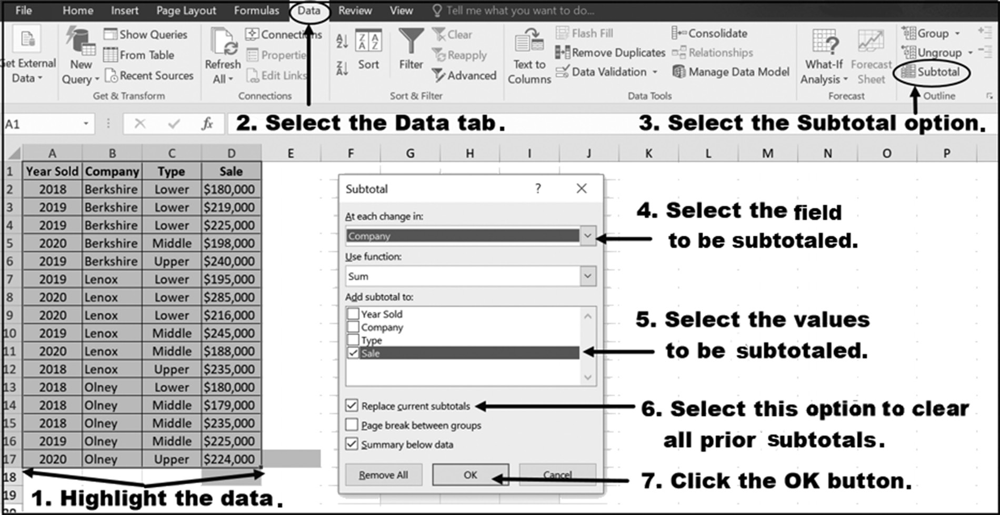 File Home Insert Page Layout Formulas Data Review View Tell me what you want to do...
Show Queries
From Table
Recent Sources
Get External
Data
New
Query
Get & Transform
Refresh
All
Connections
Properties
Edit Links
Connections
Sort
Filter
Clear
Reapply
Advanced
Sort & Filter
Text to
Columns
Flash Fill
Remove Duplicates
Data Validation
Consolidate
Relationships
Manage Data Model
Data Tools
What-If
Analysis
Forecast
Sheet
Forecast
Group
Ungroup
Subtotal
Outline
A1 fx
2. Select the Data tab.
3. Select the Subtotal option.
A B C D E F G H I J K L M N O P
1 Year Sold Company Type Sale
2 2018 Berkshire Lower $180,000
3 2019 Berkshire Lower $219,000
4 2019 Berkshire Lower $225,000
5 2020 Berkshire Middle $198,000
6 2019 Berkshire Upper $240,000
7 2019 Lenox Lower $195,000
8 2020 Lenox Lower $285,000
9 2020 Lenox Lower $216,000
10 2019 Lenox Middle $245,000
11 2020 Lenox Middle $188,000
12 2018 Lenox Upper $235,000
13 2018 Olney Lower $180,000
14 2018 Olney Middle $179,000
15 2018 Olney Middle $235,000
16 2019 Olney Middle $225,000
17 2020 Olney Upper $224,000
18
19
1. Highlight the data.
Subtotal ? X
At each change in:
Company
Use function:
Sum
Add subtotal to:
Year Sold
Company
Type
Sale
Replace current subtotals
Page break between groups
Summary below data
Remove All OK Cancel
4. Select the field
to be subtotaled.
5. Select the values
to be subtotaled.
6. Select this option to clear
all prior subtotals.
7. Click the OK button.